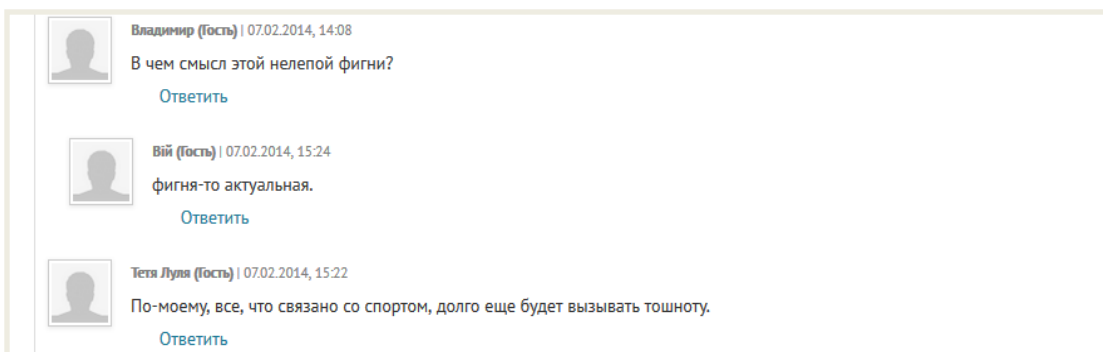 Владимир (Гость) | 07.02.2014, 14:08
В чем смысл этой нелепой фигни?
Ответить
Вій (Гость) | 07.02.2014, 15:24
фигня-то актуальная.
Ответить
Тетя Луля (Гость) | 07.02.2014, 15:22
По-моему, все, что связано со спортом, долго еще будет вызывать тошноту.
Ответить